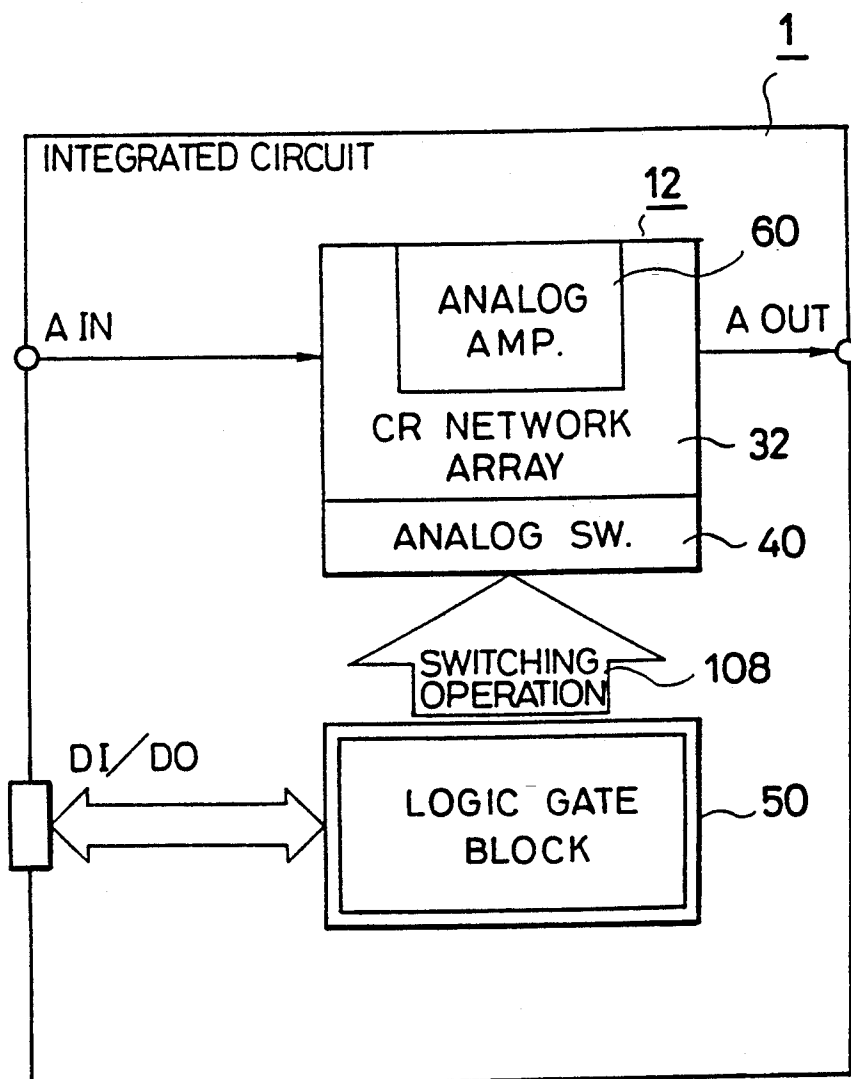 1
INTEGRATED CIRCUIT
12
60
ANALOG
AMP.
A IN
A OUT
CR NETWORK
ARRAY
32
ANALOG SW.
40
SWITCHING
OPERATION
108
DI/DO
LOGIC GATE
BLOCK
50